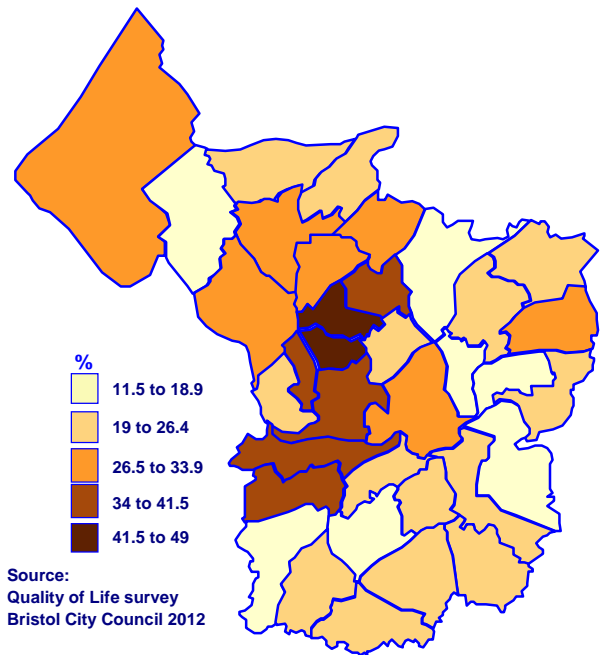 %
11.5 to 18.9
19 to 26.4
26.5 to 33.9
34 to 41.5
41.5 to 49
Source:
Quality of Life survey
Bristol City Council 2012